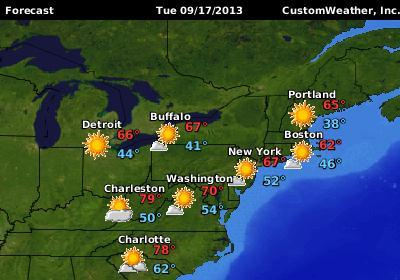 Forecast Tue 09/17/2013 CustomWeather, Inc.
Portland
65°
38°
Buffalo
67°
41°
Detroit
66°
44°
Boston
62°
46°
New York
67°
52°
Washington
70°
54°
Charleston
79°
50°
Charlotte
78°
62°